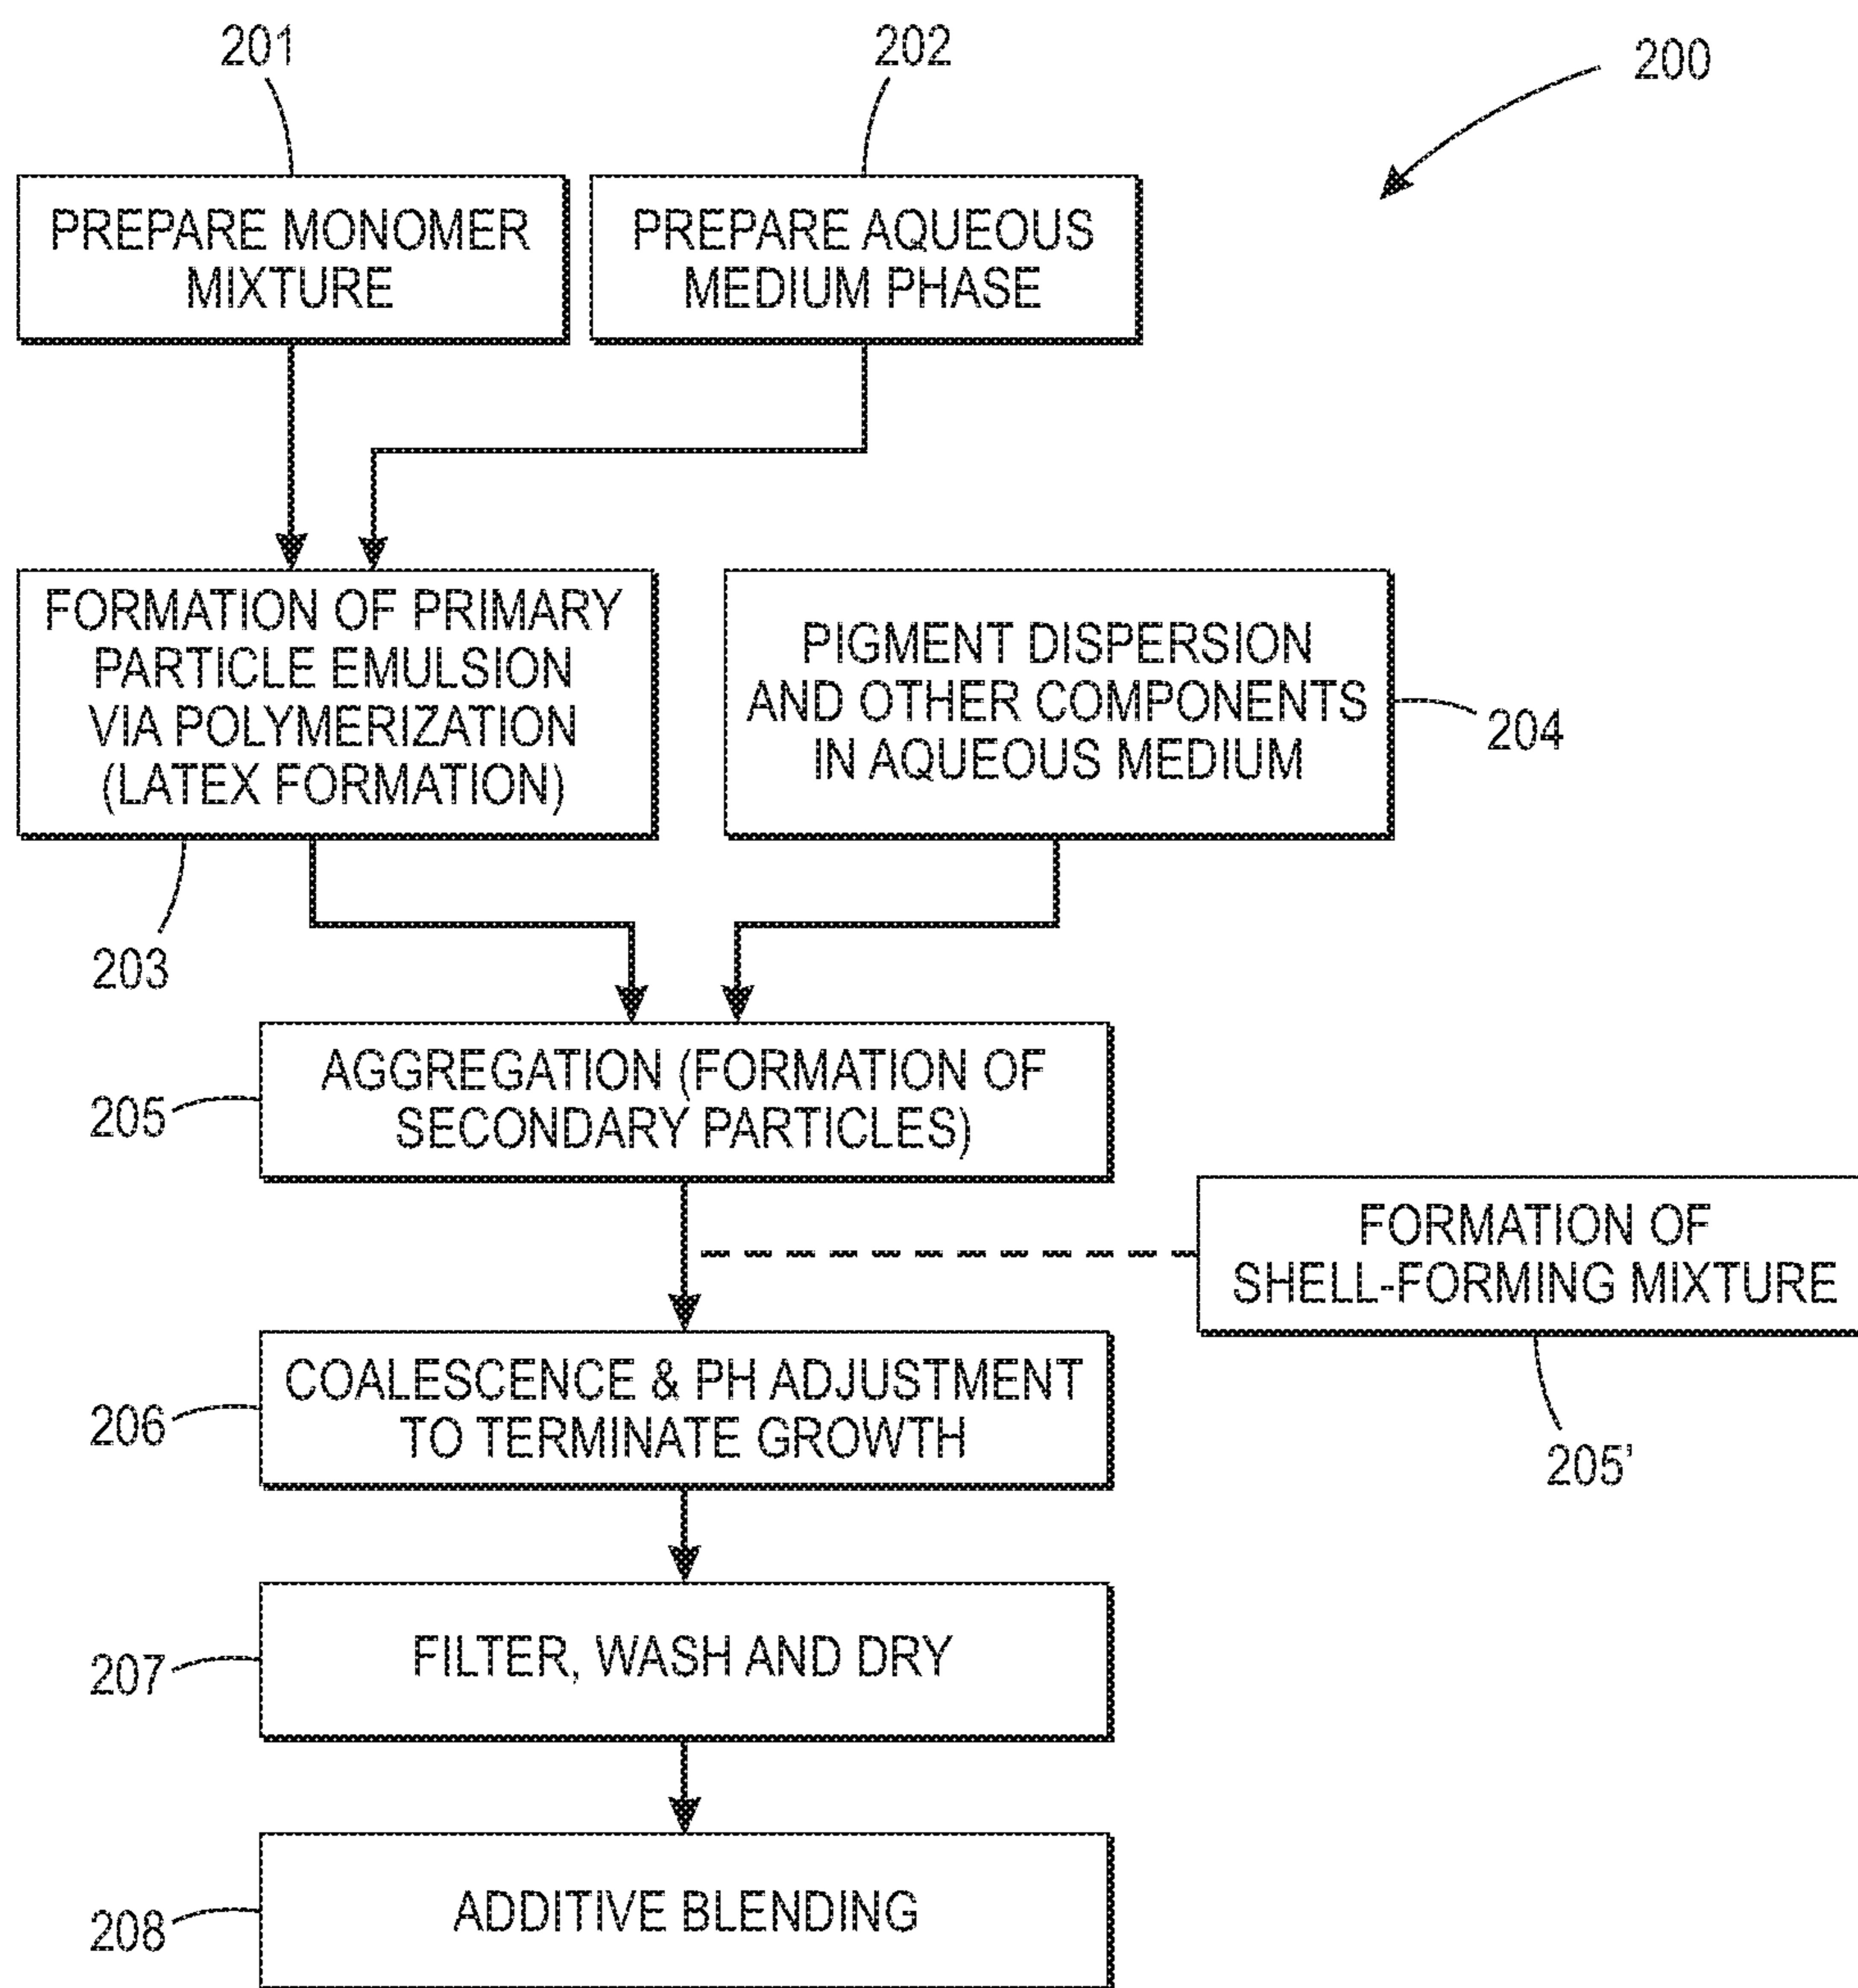 201
202
200
PREPARE MONOMER
MIXTURE
PREPARE AQUEOUS
MEDIUM PHASE
FORMATION OF PRIMARY
PARTICLE EMULSION
VIA POLYMERIZATION
(LATEX FORMATION)
203
PIGMENT DISPERSION
AND OTHER COMPONENTS
IN AQUEOUS MEDIUM
204
205
AGGREGATION (FORMATION OF
SECONDARY PARTICLES)
FORMATION OF
SHELL-FORMING MIXTURE
205'
206
COALESCENCE & PH ADJUSTMENT
TO TERMINATE GROWTH
207
FILTER, WASH AND DRY
208
ADDITIVE BLENDING